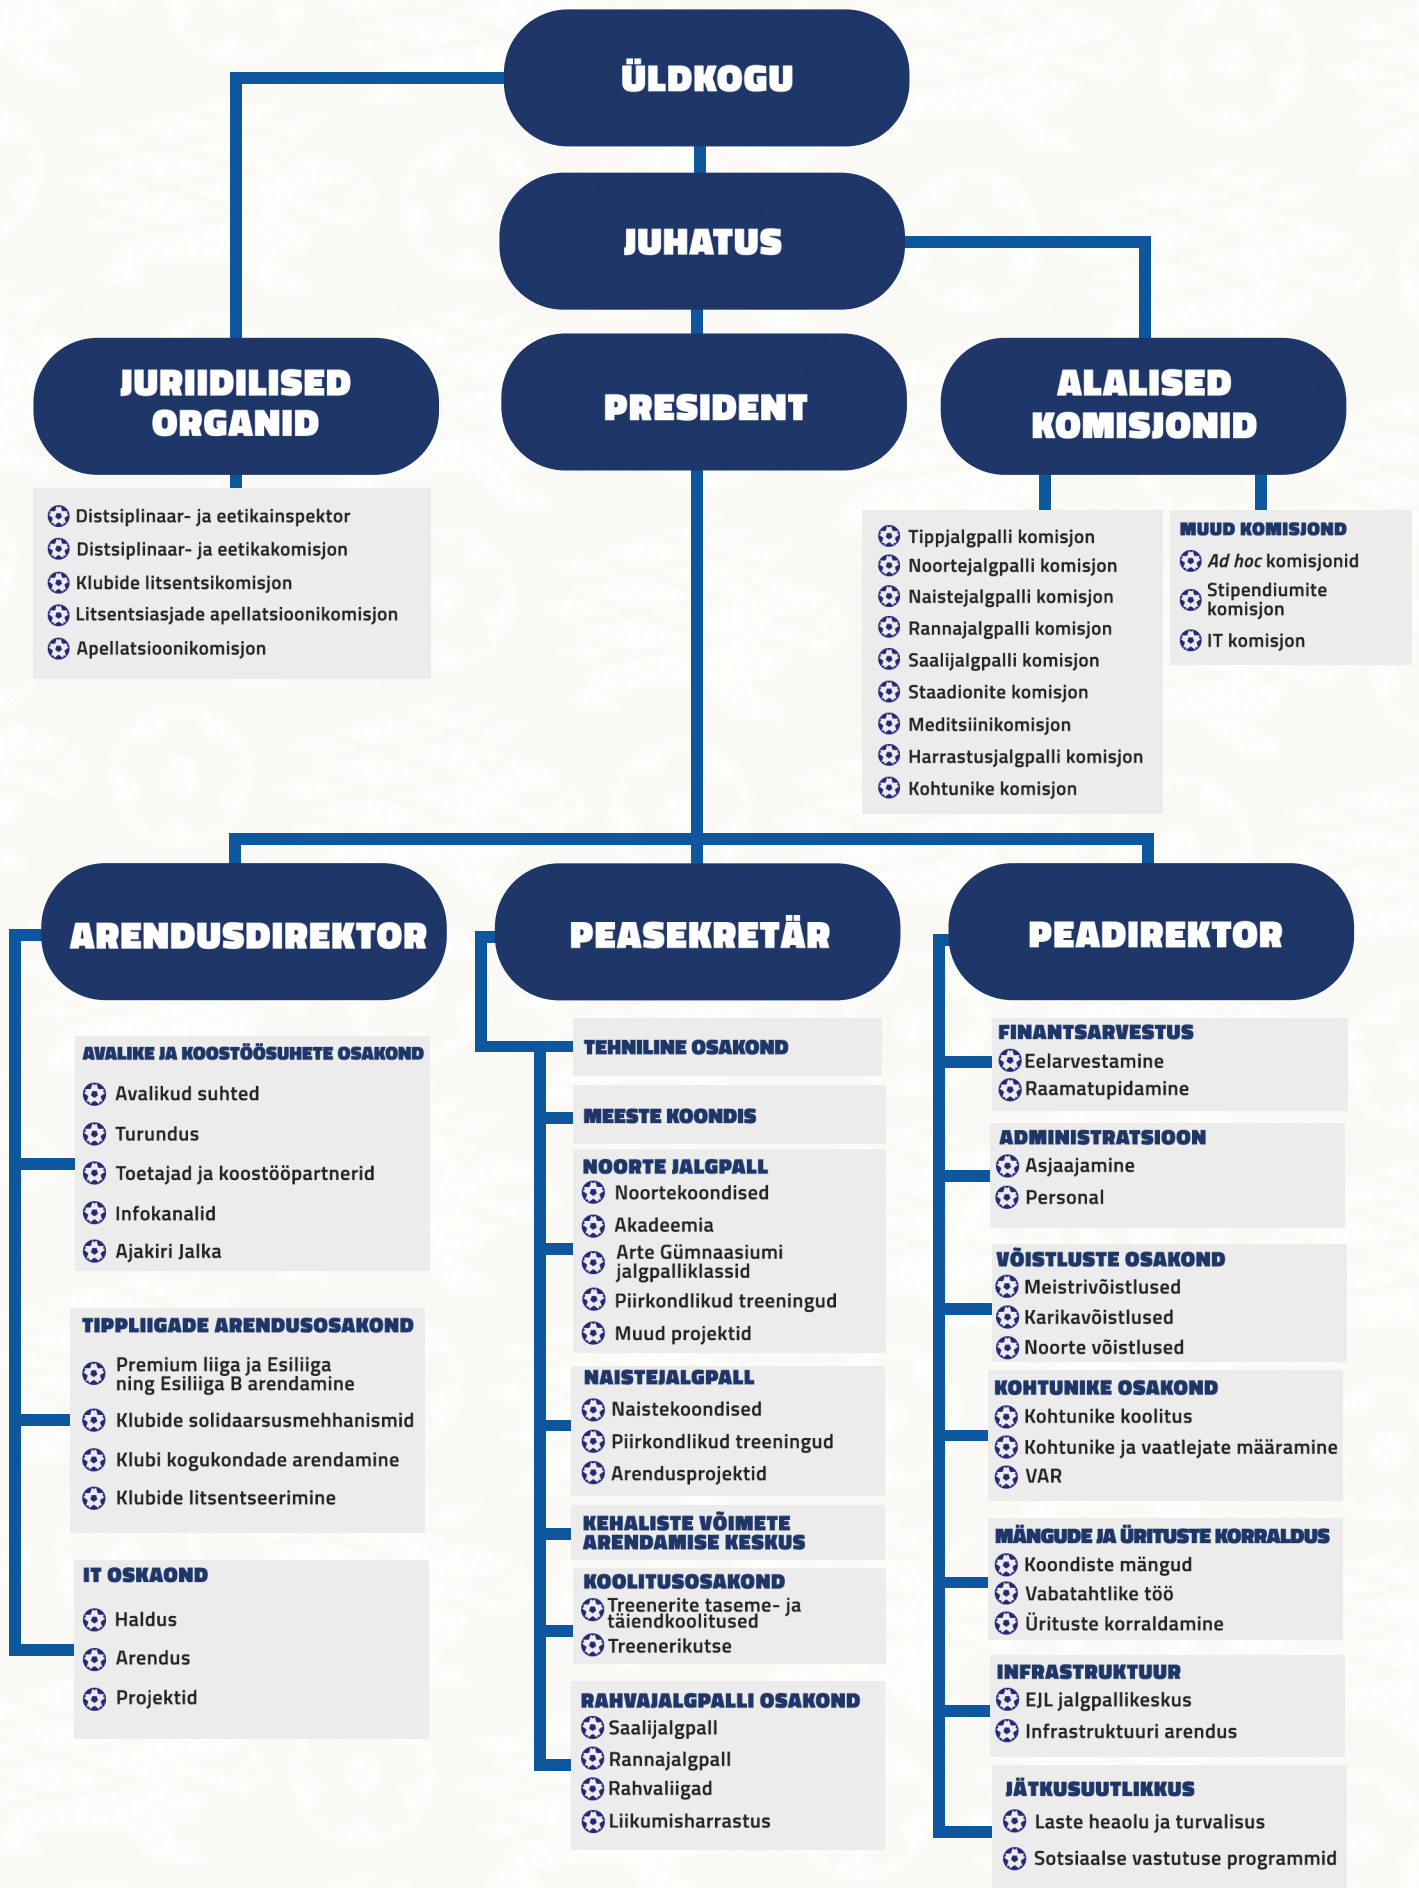 ÜLDKOGU
JUHATUS
JURIIDILISED
ORGANID
PRESIDENT
ALALISED
KOMISJONID
Distsiplinaar- ja eetikainspektor
Distsiplinaar- ja eetikakomisjon
Klubide litsentsikomisjon
Litsentsiasjade apellatsioonikomisjon
Apellatsioonikomisjon
Tippjalgpalli komisjon
Noortejalgpalli komisjon
Naistejalgpalli komisjon
Rannajalgpalli komisjon
Saalijalgpalli komisjon
Staadionite komisjon
Meditsiinikomisjon
Harrastusjalgpalli komisjon
Kohtunike komisjon
MUUD KOMISJOND
Ad hoc komisjonid
Stipendiumite
komisjon
IT komisjon
ARENDUSDIREKTOR
AVALIKE JA KOOSTÖÖSUHETE OSAKOND
Avalikud suhted
Turundus
Toetajad ja koostööpartnerid
Infokanalid
Ajakiri Jalka
TIPPLIIGADE ARENDUSOSAKOND
Premium liiga ja Esiliiga
ning Esiliiga B arendamine
Klubide solidaarsusmehhanismid
Klubi kogukondade arendamine
Klubide litsentseerimine
IT OSKAOND
Haldus
Arendus
Projektid
PEASEKRETÄR
TEHNILINE OSAKOND
MEESTE KOONDIS
NOORTE JALGPALL
Noortekoondised
Akadeemia
Arte Gümnaasiumi
jalgpalliklassid
Piirkondlikud treeningud
Muud projektid
NAISTEJALGPALL
Naistekoondised
Piirkondlikud treeningud
Arendusprojektid
KEHALISTE VÕIMETE
ARENDAMISE KESKUS
KOOLITUSOSAKOND
Treenerite taseme- ja
täiendkoolitused
Treenerikutse
RAHVAJALGPALLI OSAKOND
Saalijalgpall
Rannajalgpall
Rahvaliigad
Liikumisharrastus
PEADIREKTOR
FINANTSARVESTUS
Eelarvestamine
Raamatupidamine
ADMINISTRATSIOON
Asjaajamine
Personal
VÕISTLUSTE OSAKOND
Meistrivõistlused
Karikavõistlused
Noorte võistlused
KOHTUNIKE OSAKOND
Kohtunike koolitus
Kohtunike ja vaatlejate määramine
VAR
MÄNGUDE JA ÜRITUSTE KORRALDUS
Koondiste mängud
Vabatahtlike töö
Ürituste korraldamine
INFRASTRUKTUUR
EJL jalgpallikeskus
Infrastruktuuri arendus
JÄTKUSUUTLIKKUS
Laste heaolu ja turvalisus
Sotsiaalse vastutuse programmid